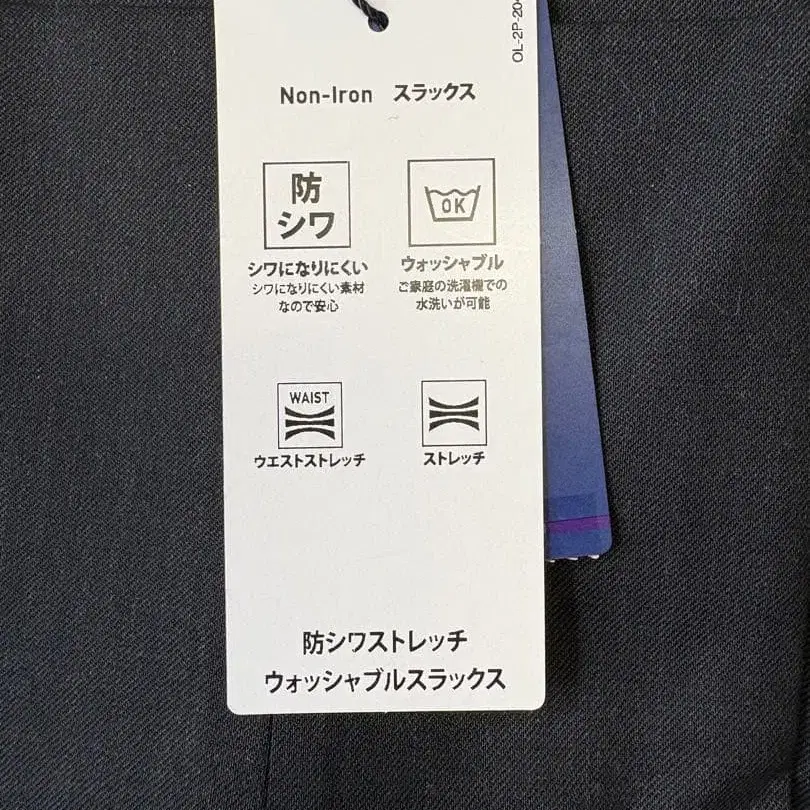 OL-2P-20
Non-Iron スラックス
防
シワ
シワになりにくい
シワになりにくい素材
なので安心
OK
ウォッシャブル
ご家庭の洗濯機での
水洗いが可能
WAIST
ウエストストレッチ
ストレッチ
防シワストレッチ
ウォッシャブルスラックス